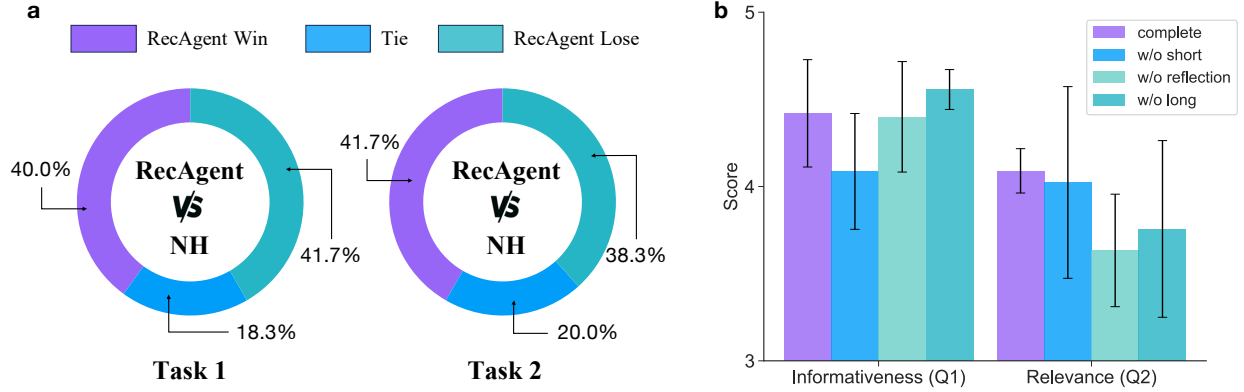 a
RecAgent Win
Tie
RecAgent Lose
40.0%
RecAgent
VS
NH
41.7%
18.3%
Task 1
41.7%
RecAgent
VS
NH
38.3%
20.0%
Task 2
b
5
4
3
Score
complete
w/o short
w/o reflection
w/o long
Informativeness (Q1)
Relevance (Q2)